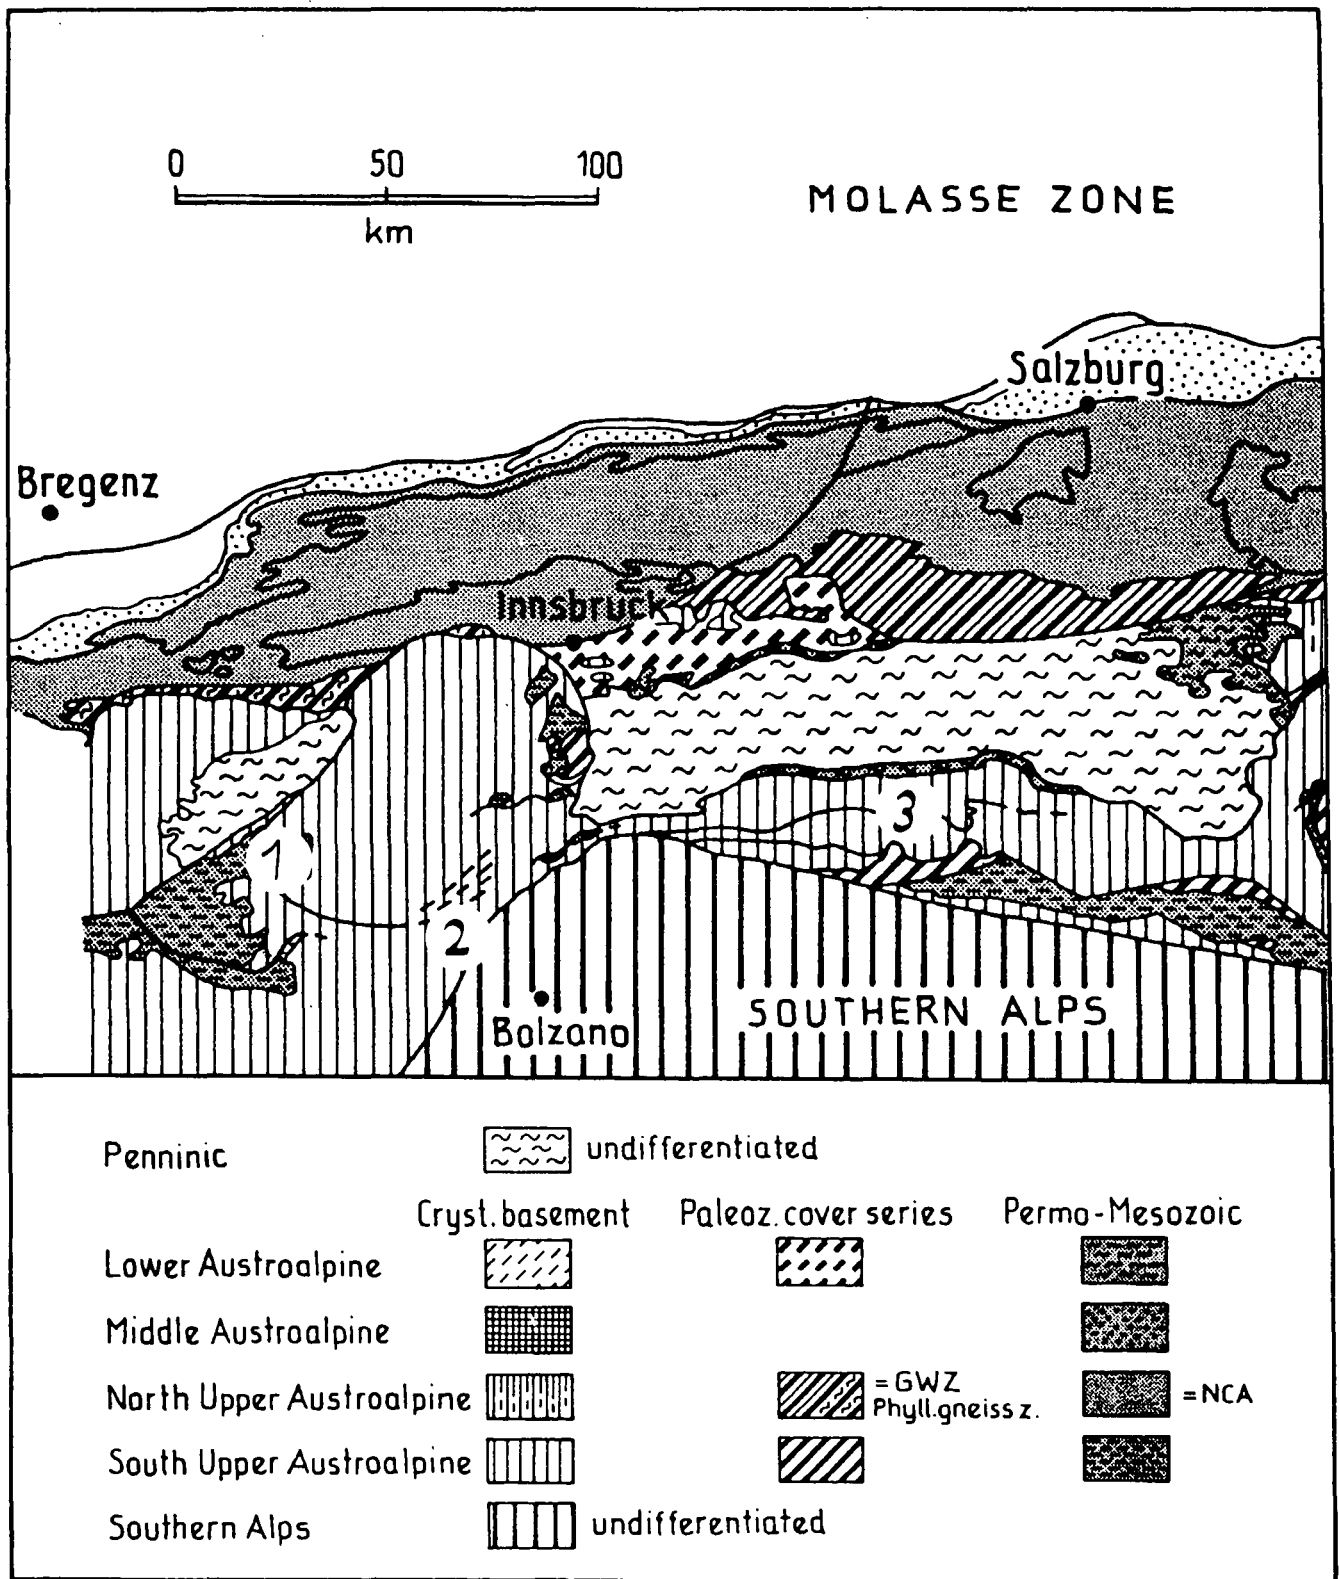 0 50 100
km
MOLASSE ZONE
Salzburg
Bregenz
Innsbruck
3
3
1
2
Bolzano
SOUTHERN ALPS
Penninic
undifferentiated
Cryst. basement
Paleoz. cover series
Permo-Mesozoic
Lower Austroalpine
Middle Austroalpine
North Upper Austroalpine
= GWZ
Phyll.gneiss z.
= NCA
South Upper Austroalpine
Southern Alps
undifferentiated